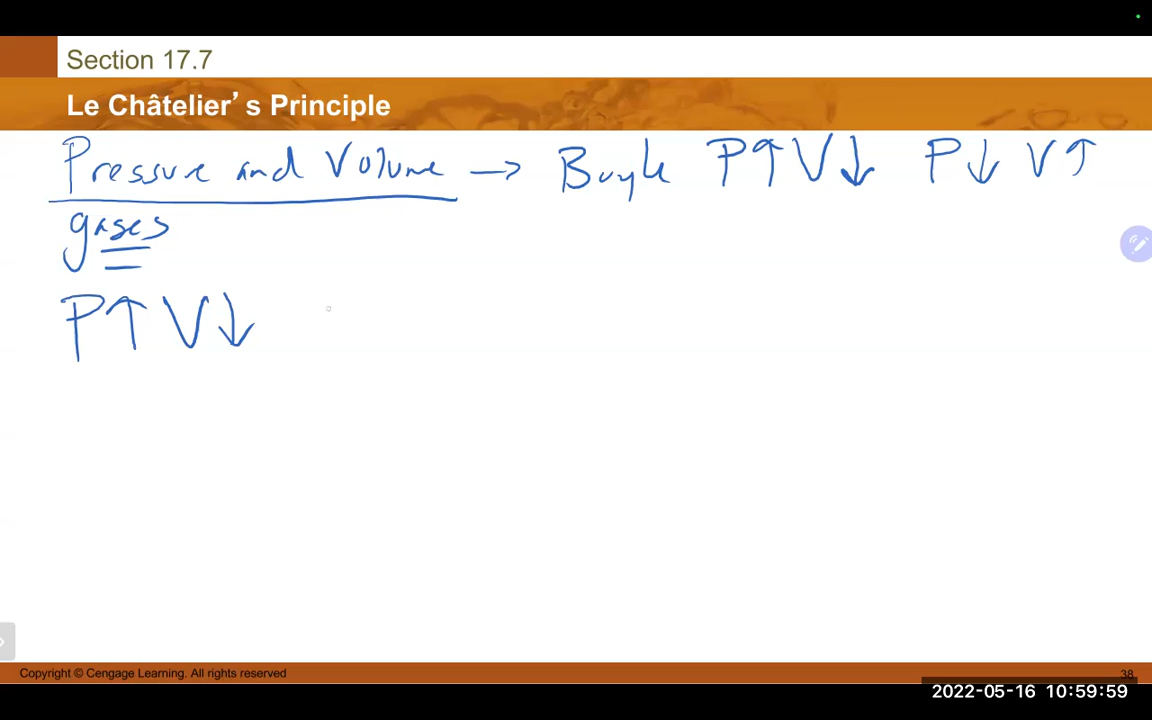 Section 17.7
Le Châtelier's Principle
Pressure and Volume → Boyle P↑ V↓ P↓ V↑
gases
P↑ V↓
Copyright © Cengage Learning. All rights reserved
38
2022-05-16 10:59:59